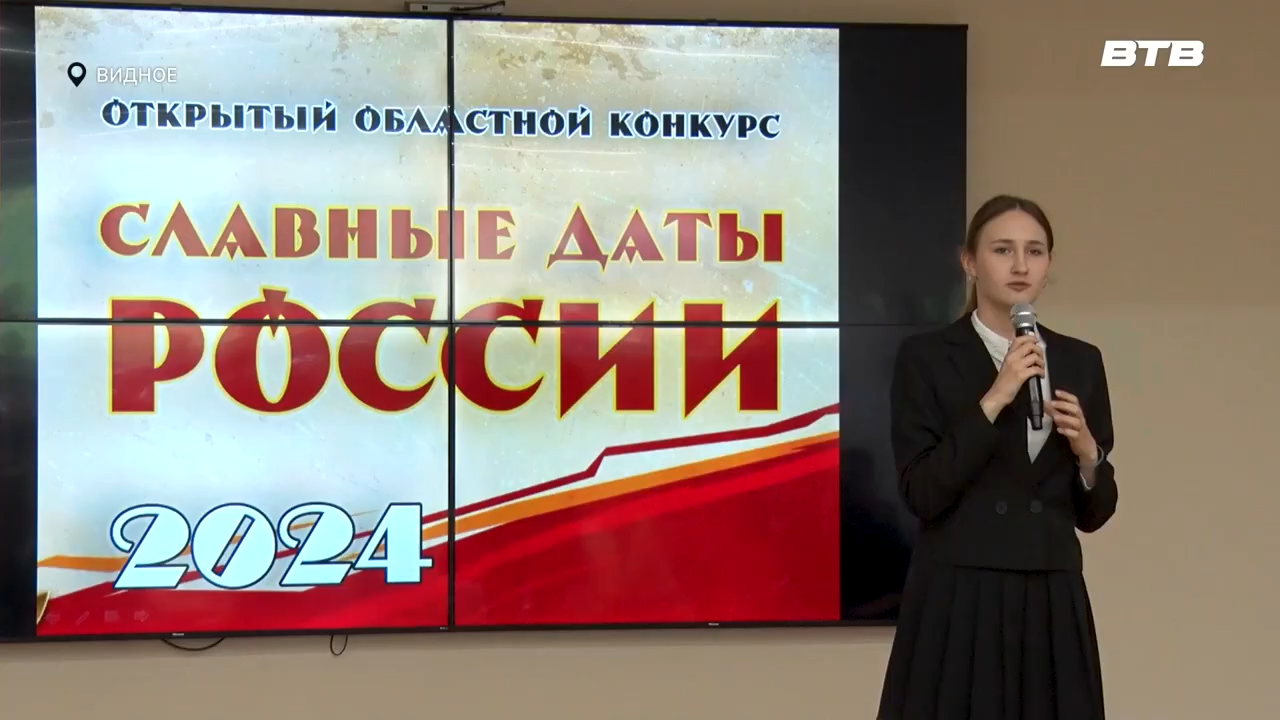 ВИДНОЕ
ВТВ
ОТКРЫТЫЙ ОБЛАСТНОЙ КОНКУРС
СЛАВНЫЕ ДАТЫ
РОССИИ
2024